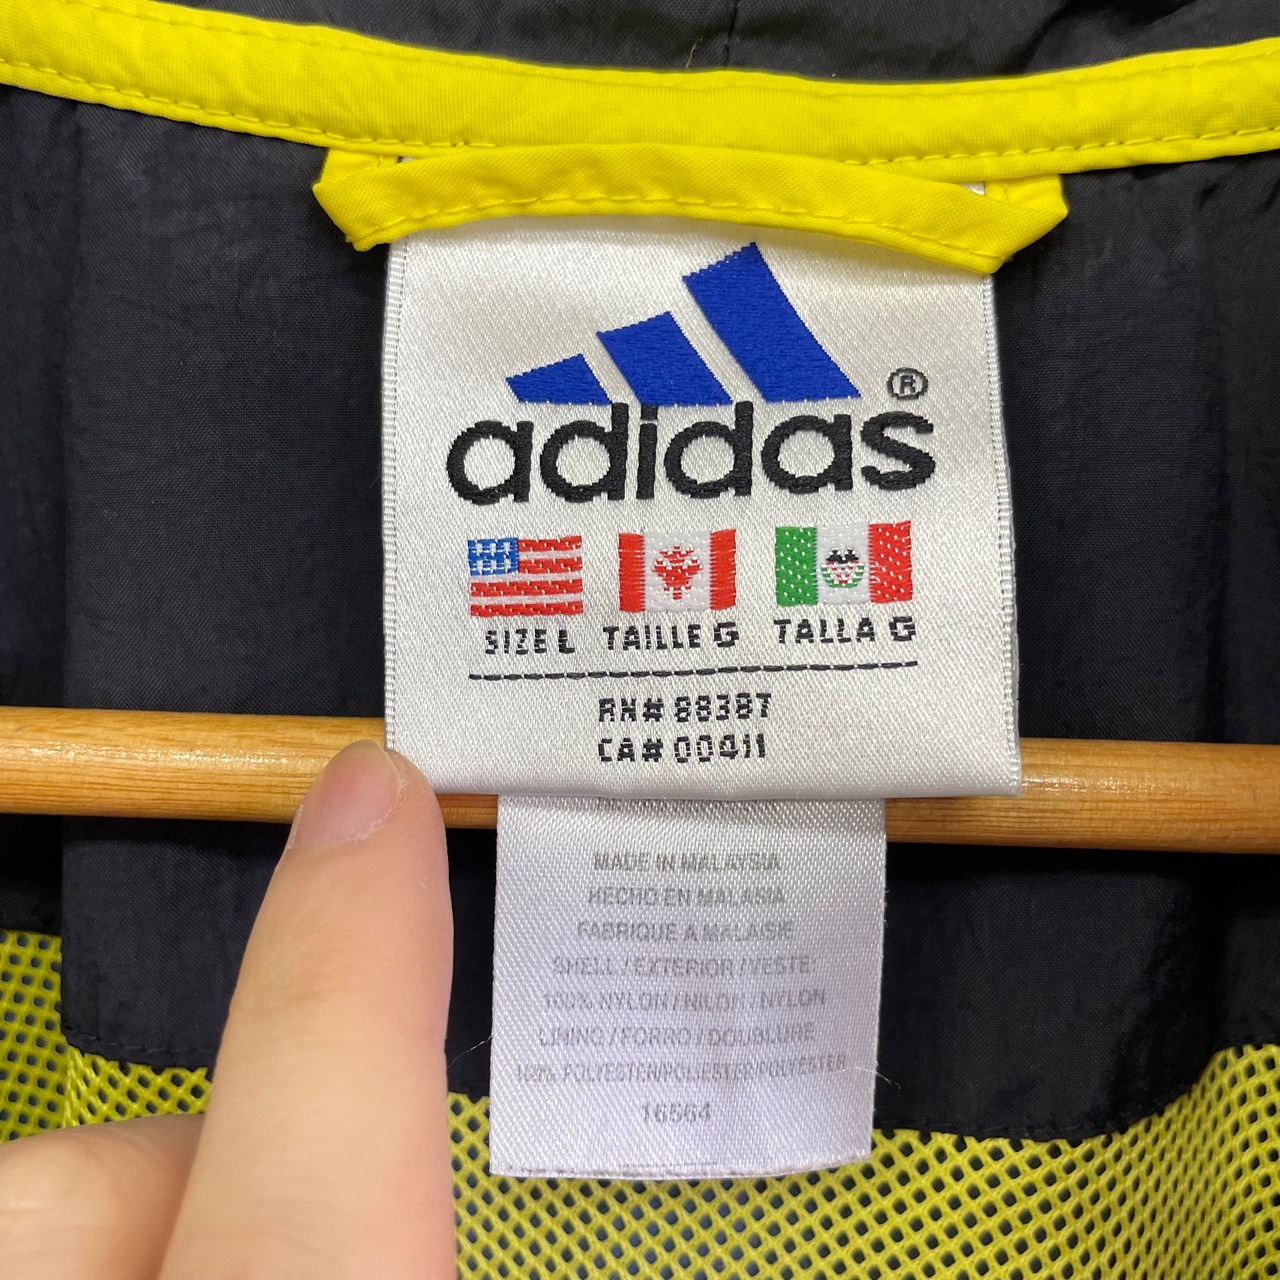 adidas®
SIZE L TAILLE G TALLA G
RN# 88387
CA# 00411
MADE IN MALAYSIA
HECHO EN MALASIA
FABRIQUE A MALAISIE
SHELL / EXTERIOR / VESTE:
100% NYLON / NILON / NYLON
LINING / FORRO / DOUBLURE
100% POLYESTER/POLIESTER/POLYESTER
16564